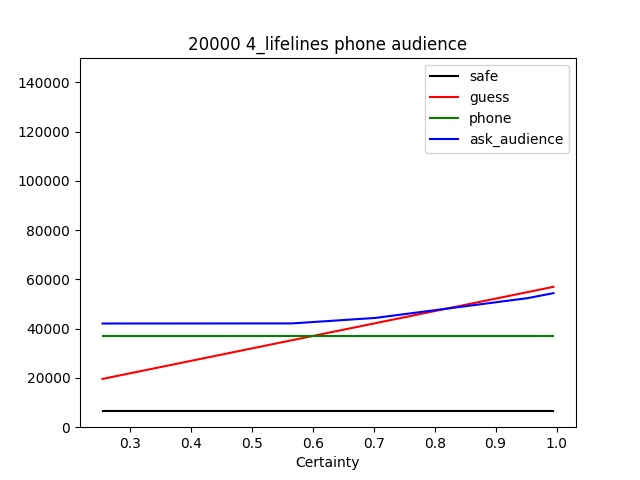 20000 4_lifelines phone audience
safe
guess
phone
ask_audience
140000
120000
100000
80000
60000
40000
20000
0
0.3 0.4 0.5 0.6 0.7 0.8 0.9 1.0
Certainty